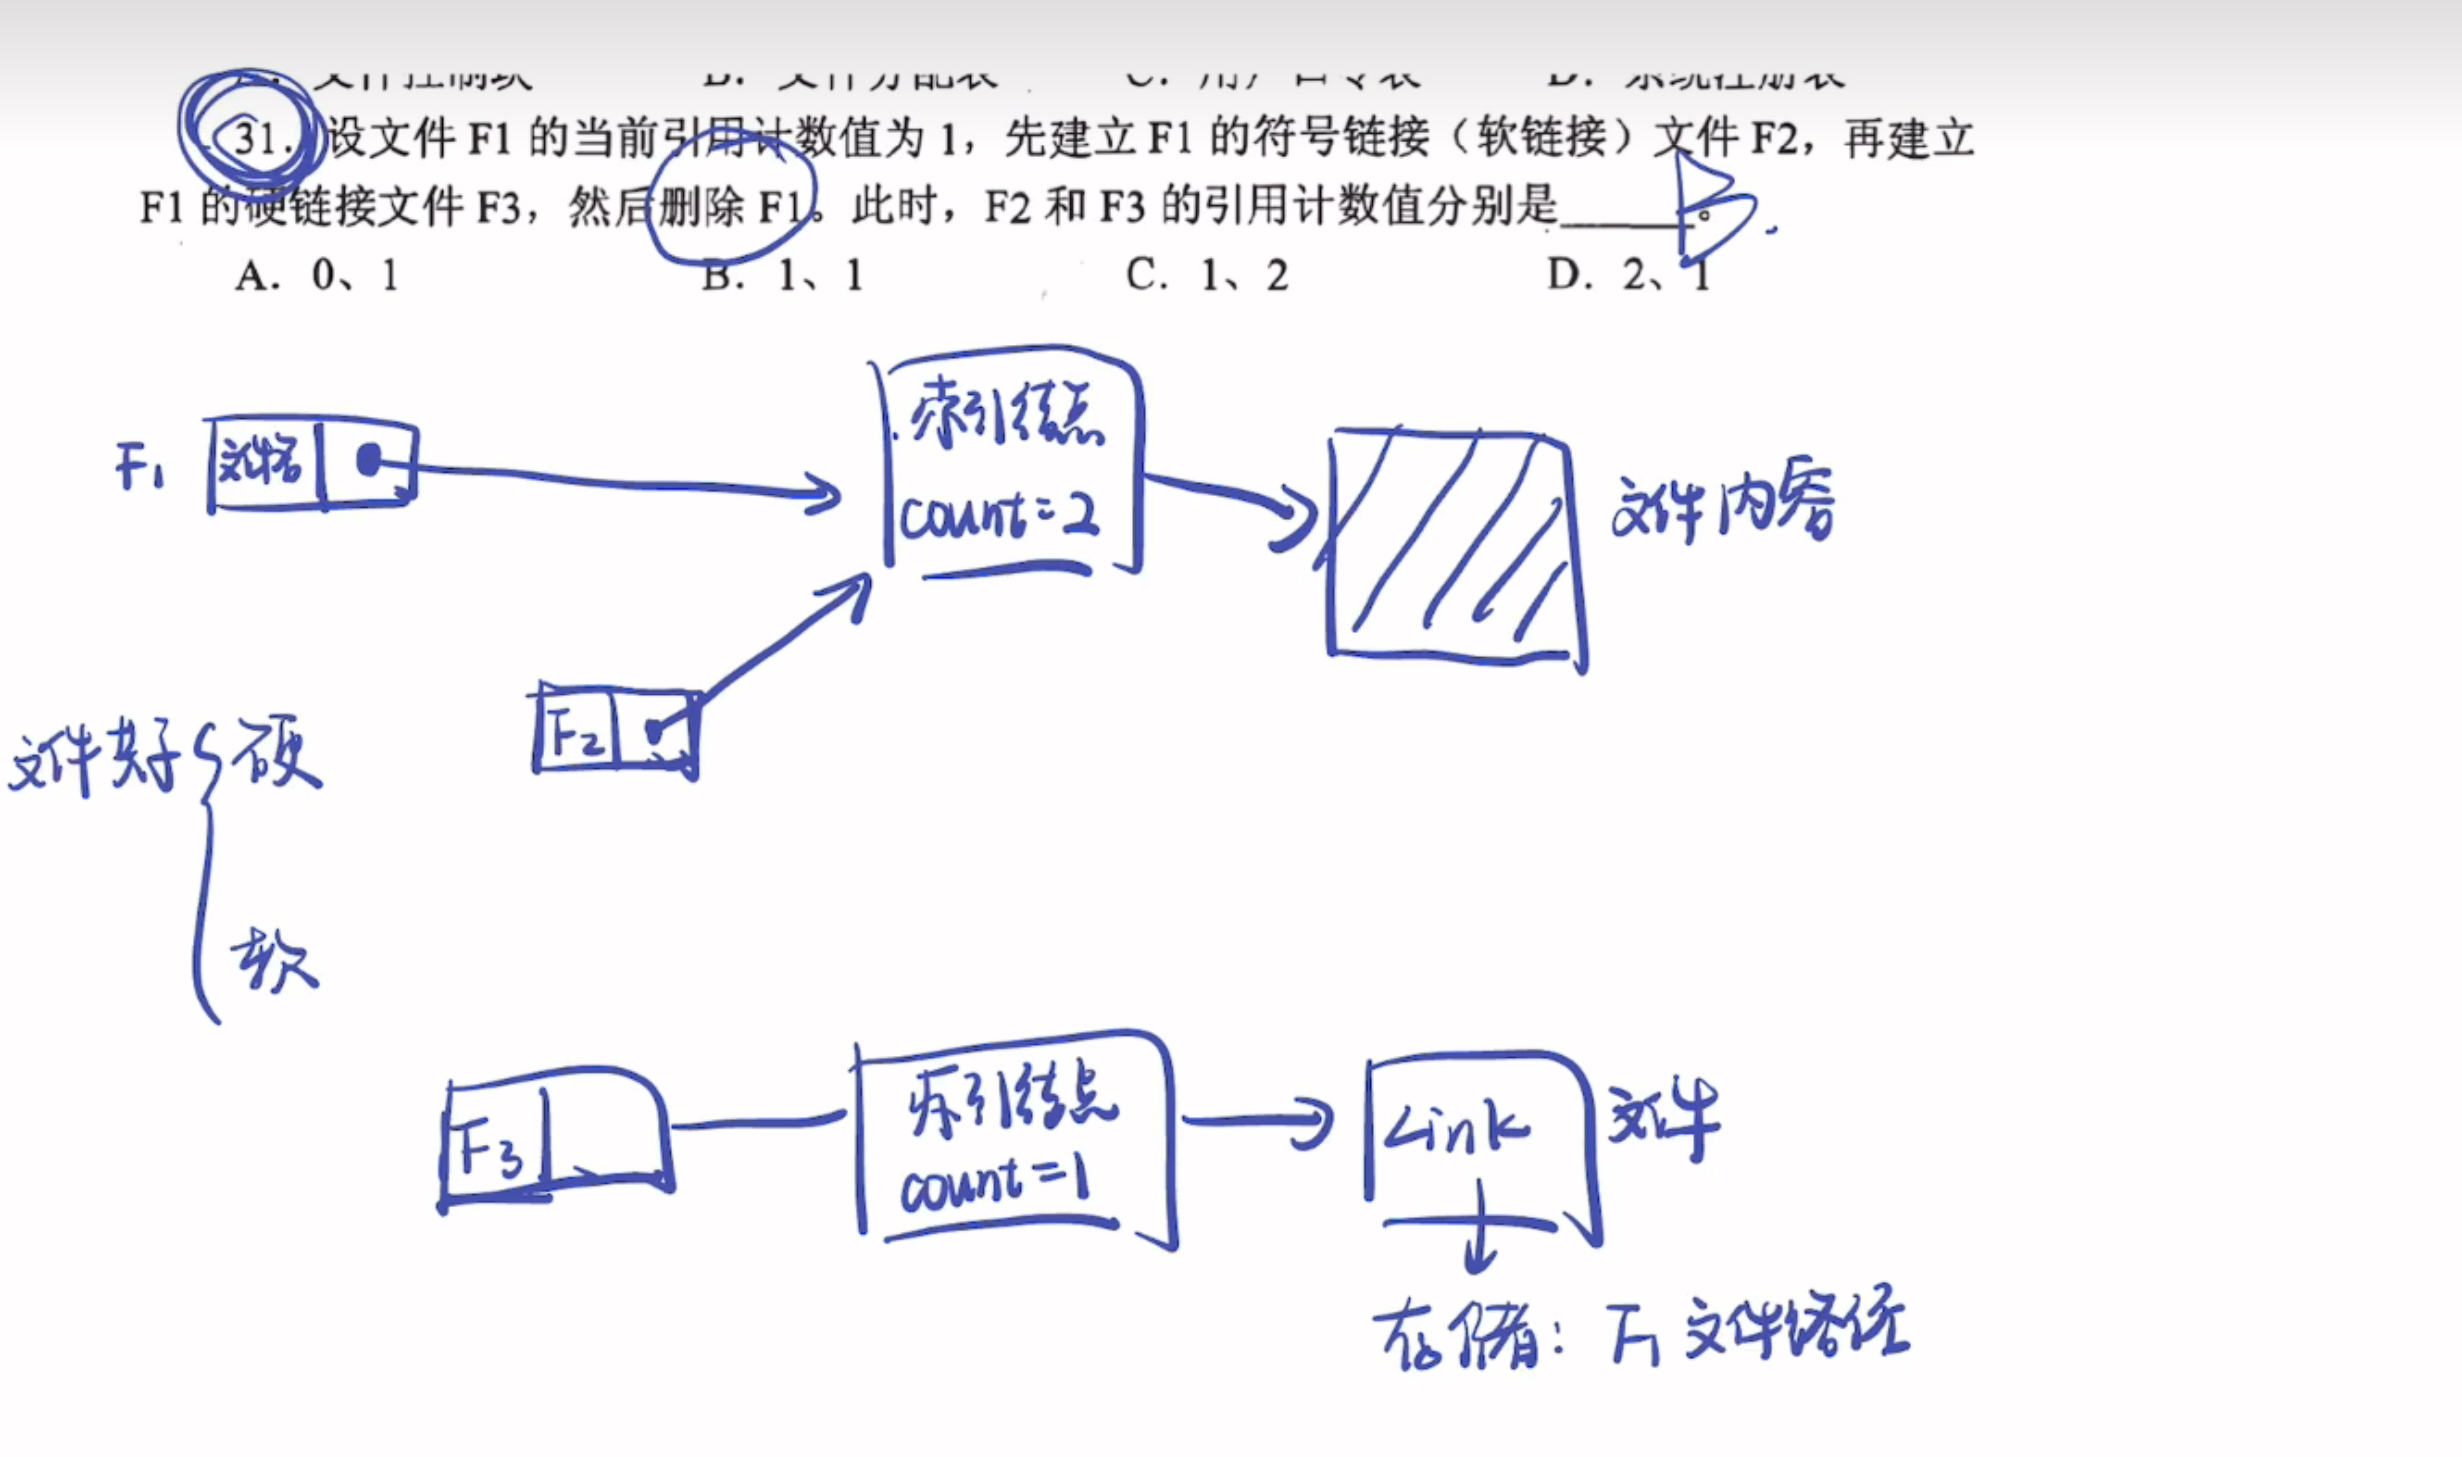 31. 设文件 F1 的当前引用计数值为 1，先建立 F1 的符号链接（软链接）文件 F2，再建立
F1 的硬链接文件 F3，然后删除 F1。此时，F2 和 F3 的引用计数值分别是______。
B.
A. 0、1 B. 1、1 C. 1、2 D. 2、1
索引结点
F1 文件名
count=2
文件内容
F2
文件共享 硬
软
F3
索引结点
count=1
Link
文件
存储：F1 文件路径